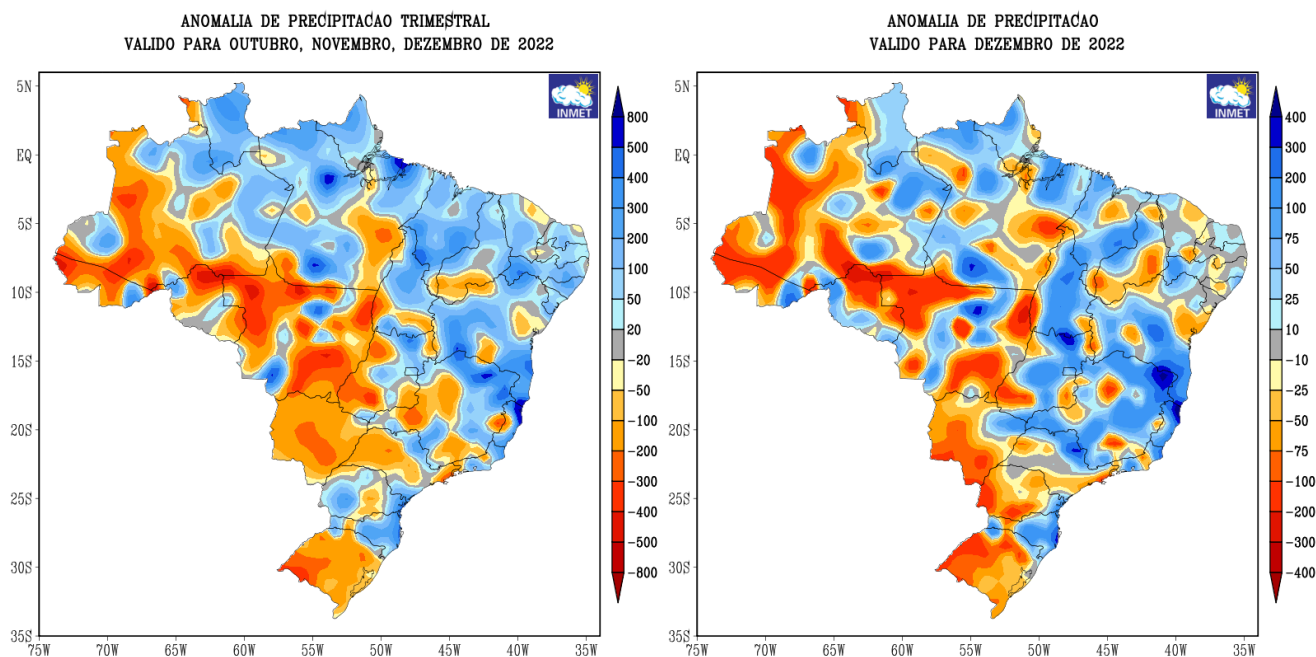 ANOMALIA DE PRECIPITACAO TRIMESTRAL
VALIDO PARA OUTUBRO, NOVEMBRO, DEZEMBRO DE 2022
INMET
5N
EQ
5S
10S
15S
20S
25S
30S
35S
75W
70W
65W
60W
55W
50W
45W
40W
35W
800
500
400
300
200
100
50
20
-20
-50
-100
-200
-300
-400
-500
-800
ANOMALIA DE PRECIPITACAO
VALIDO PARA DEZEMBRO DE 2022
INMET
5N
EQ
5S
10S
15S
20S
25S
30S
35S
75W
70W
65W
60W
55W
50W
45W
40W
35W
400
300
200
100
75
50
25
10
-10
-25
-50
-75
-100
-200
-300
-400